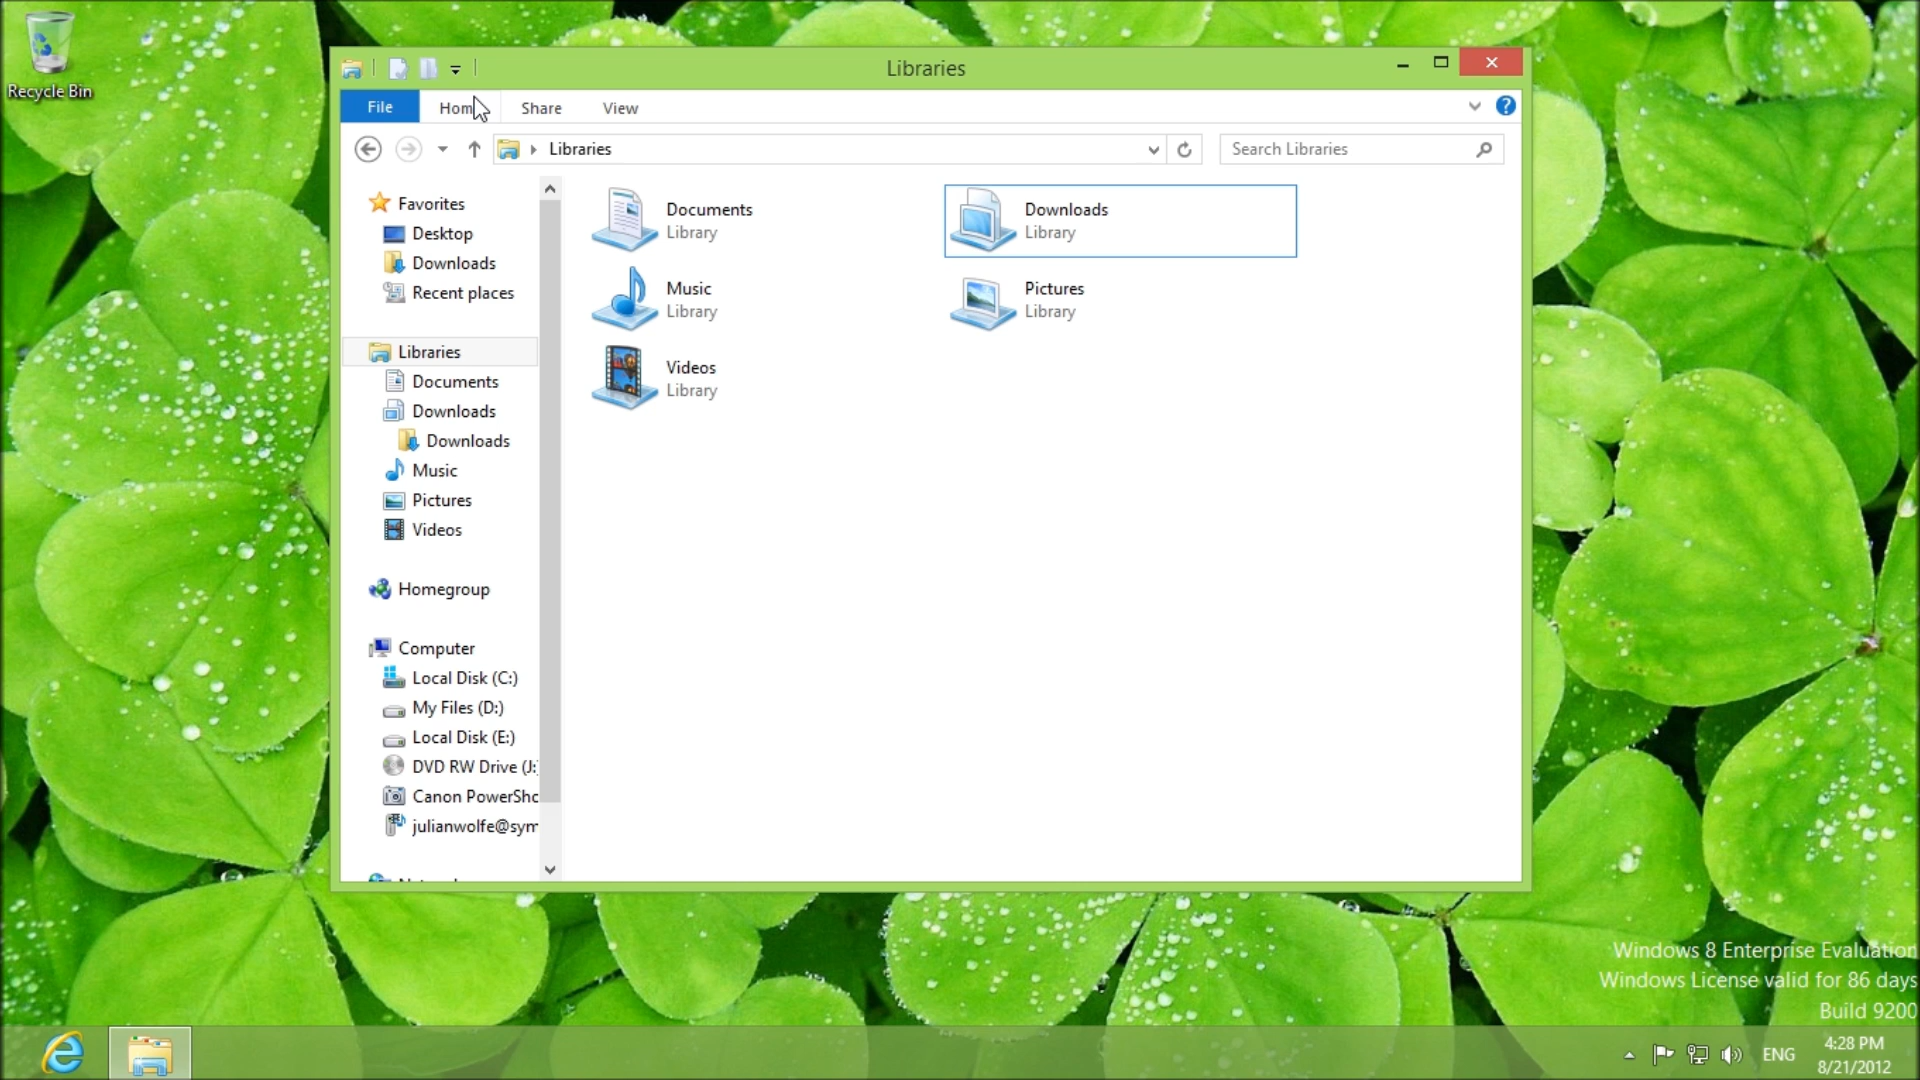 Recycle Bin
Libraries
File
Share
View
Libraries
Search Libraries
Favorites
Desktop
Downloads
Recent places
Libraries
Documents
Downloads
Downloads
Music
Pictures
Videos
Homegroup
Computer
Local Disk (C:)
My Files (D:)
Local Disk (E:)
DVD RW Drive (J:
Canon PowerSho
julianwolfe@sym
Documents
Library
Downloads
Library
Music
Library
Pictures
Library
Videos
Library
Windows 8 Enterprise Evaluation
Windows License valid for 86 days
Build 9200
ENG
4:28 PM
8/21/2012